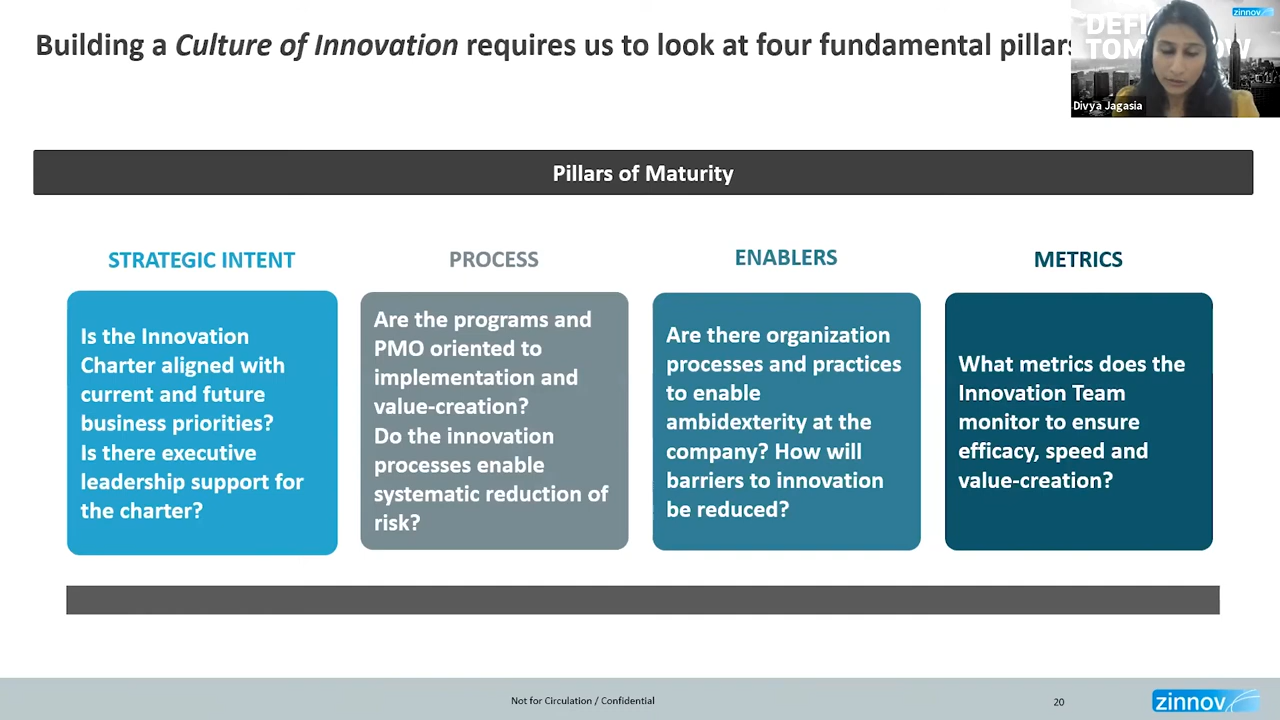 Building a Culture of Innovation requires us to look at four fundamental pillars
zinnov
Divya Jagasia
Pillars of Maturity
STRATEGIC INTENT
Is the Innovation
Charter aligned with
current and future
business priorities?
Is there executive
leadership support for
the charter?
PROCESS
Are the programs and
PMO oriented to
implementation and
value-creation?
Do the innovation
processes enable
systematic reduction of
risk?
ENABLERS
Are there organization
processes and practices
to enable
ambidexterity at the
company? How will
barriers to innovation
be reduced?
METRICS
What metrics does the
Innovation Team
monitor to ensure
efficacy, speed and
value-creation?
Not for Circulation / Confidential
20
zinnov